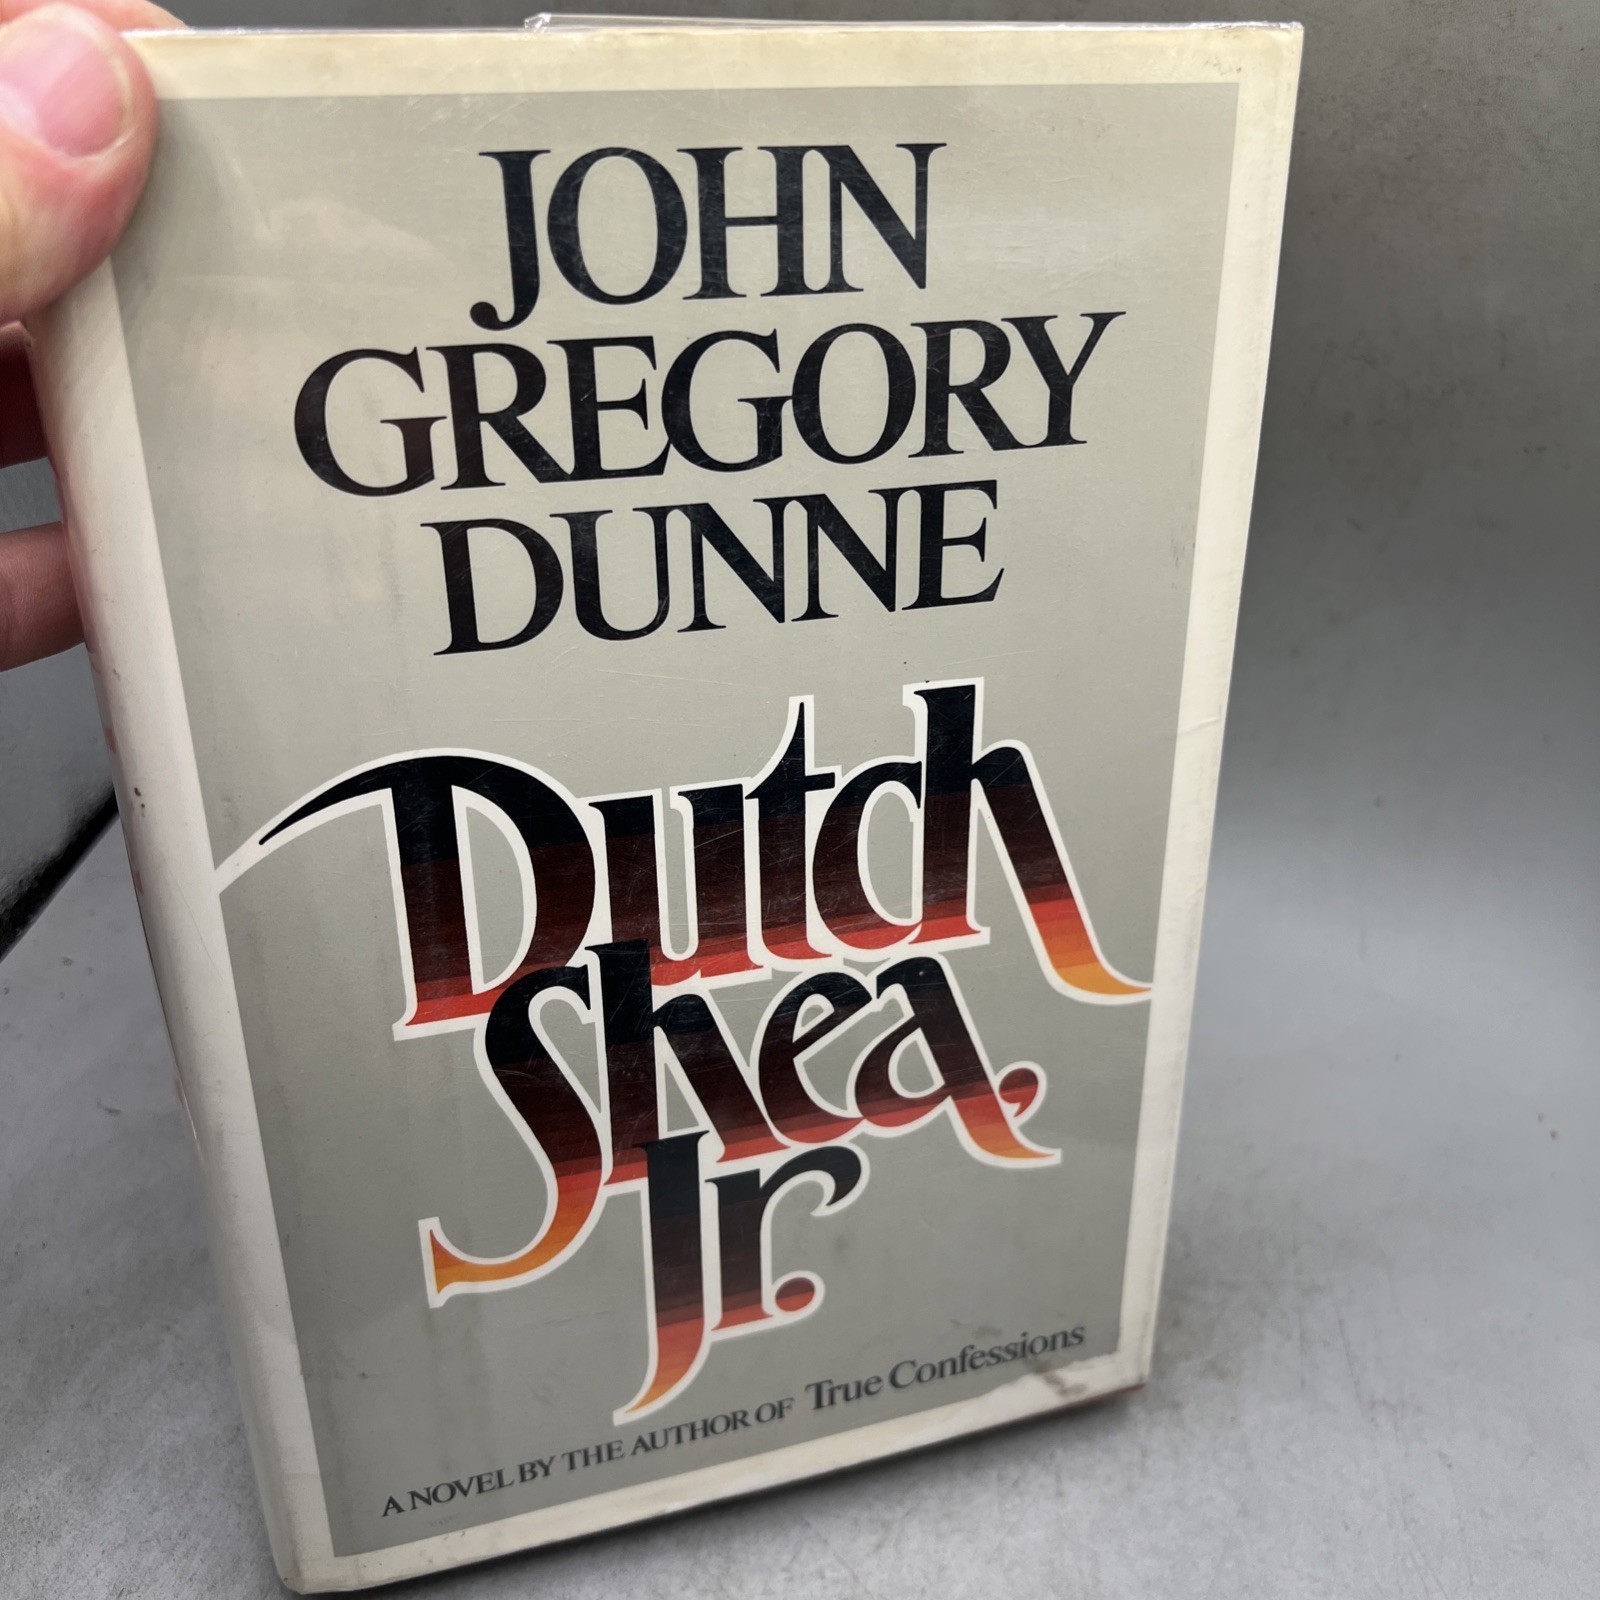 JOHN
GREGORY
DUNNE
Dutch
Shea,
Jr.
A NOVEL BY THE AUTHOR OF True Confessions